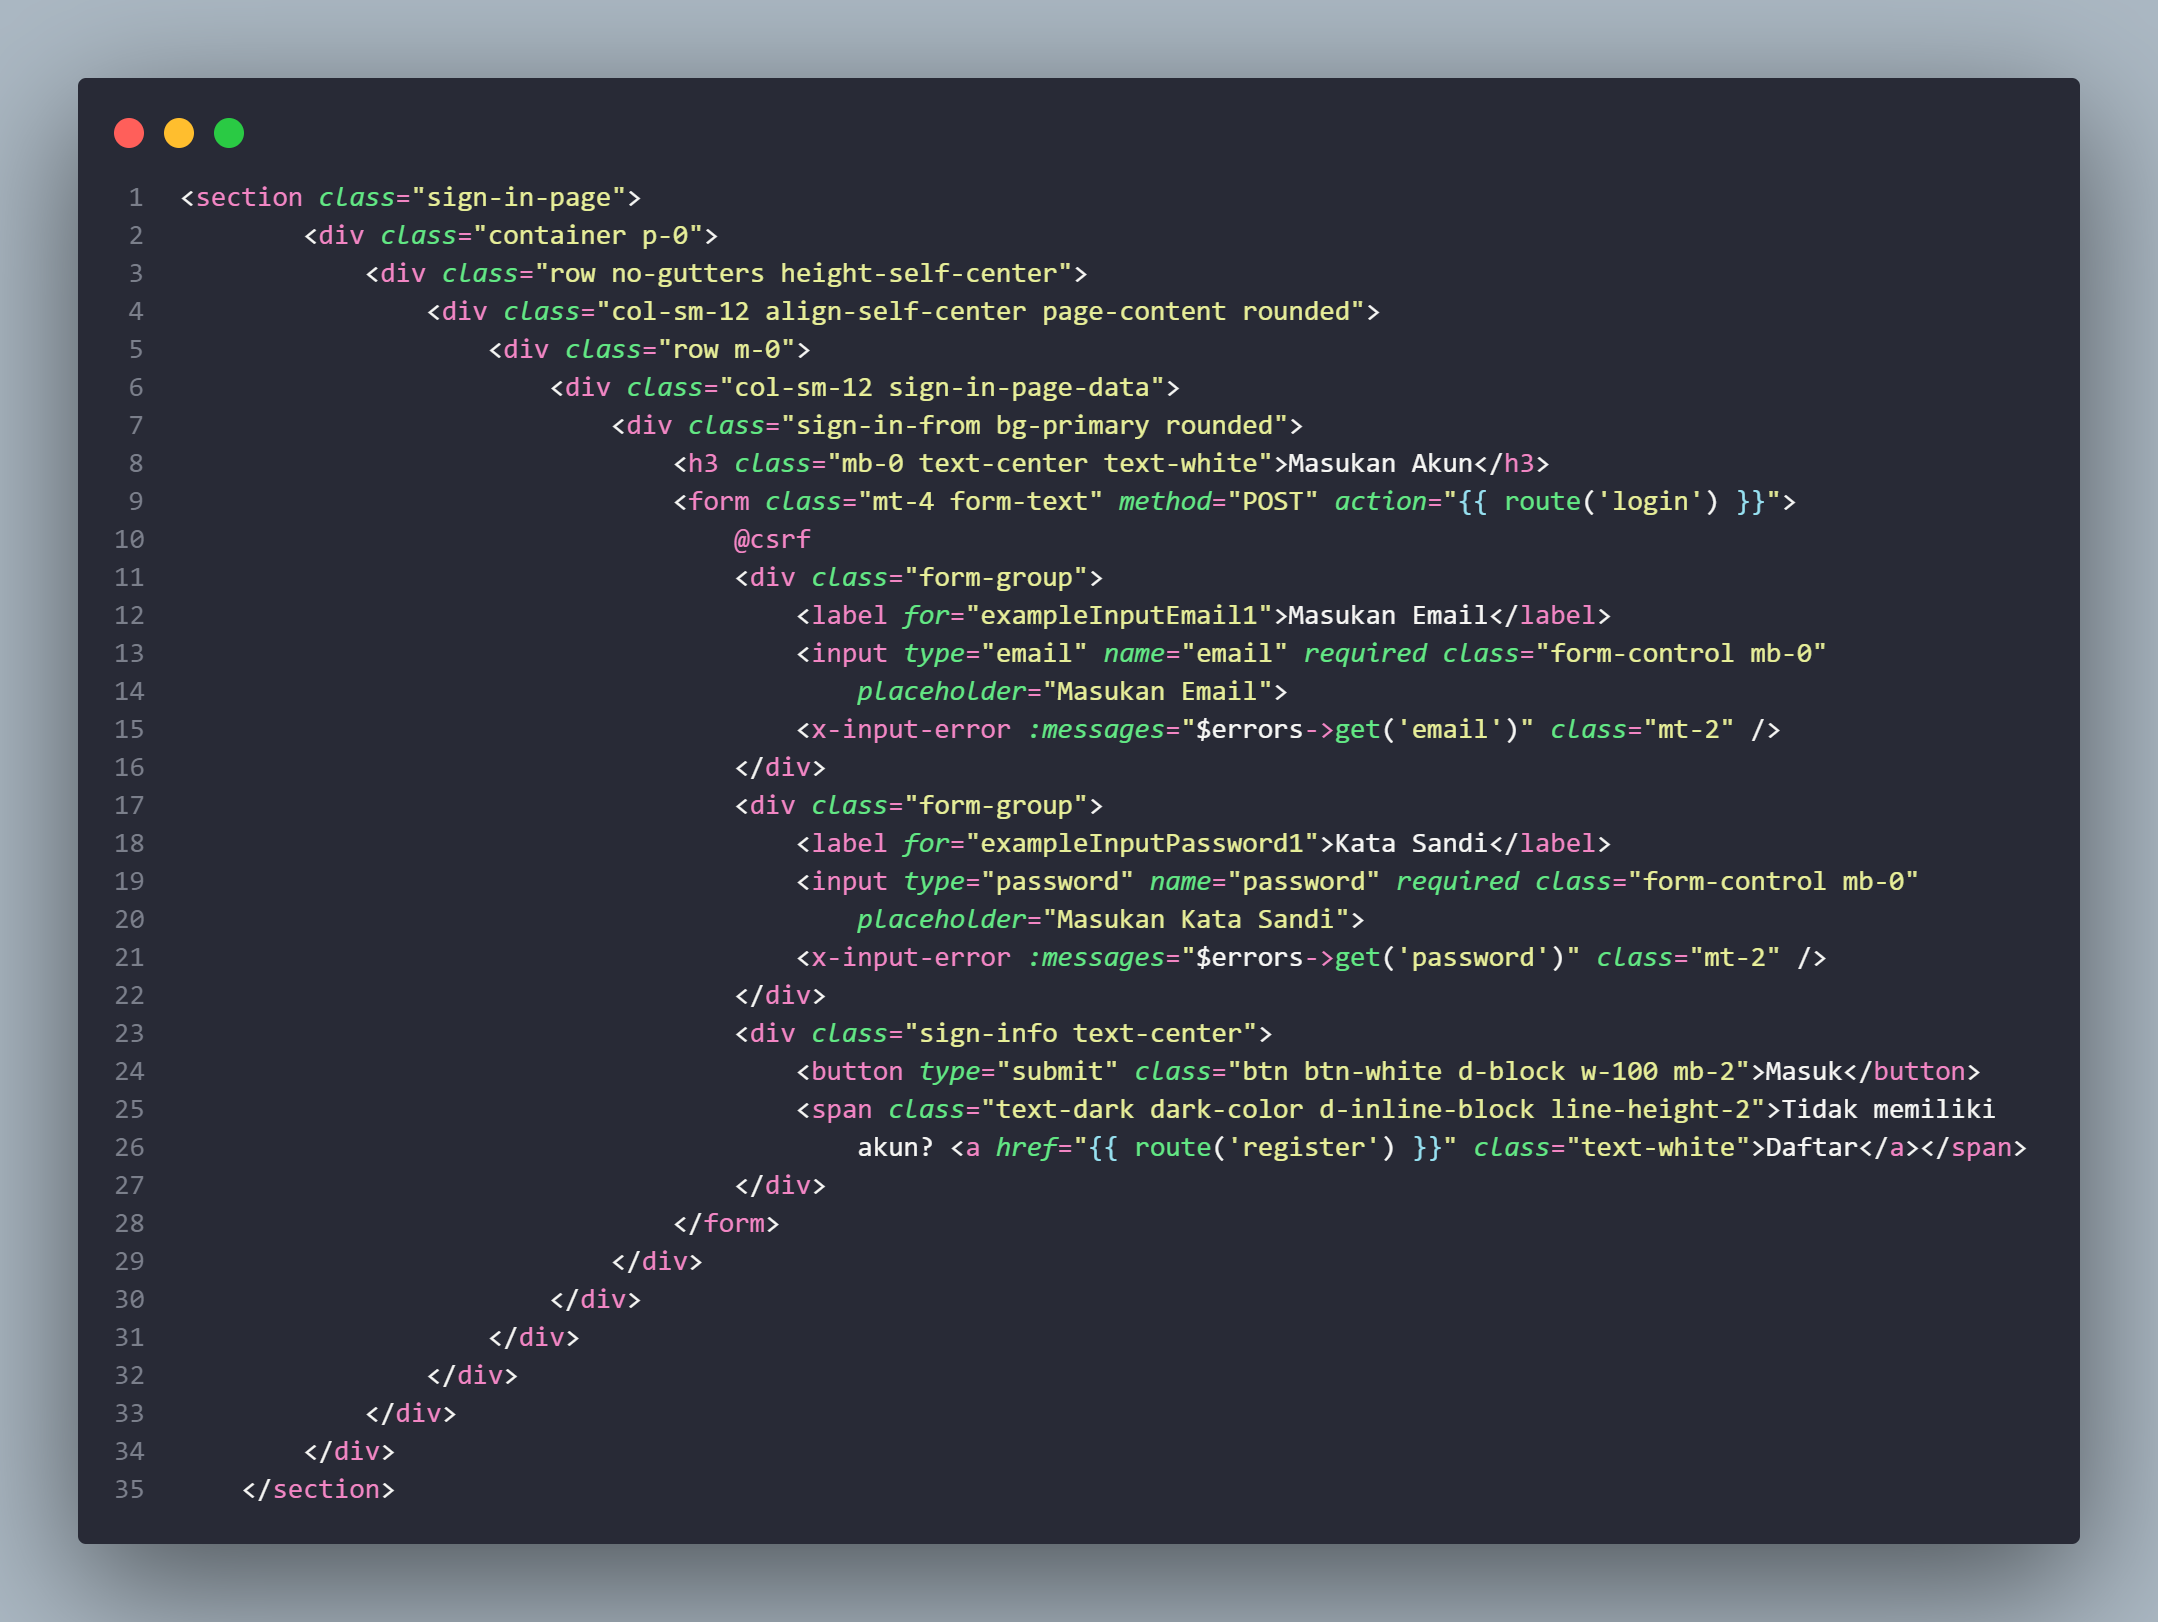 1 <section class="sign-in-page">
2         <div class="container p-0">
3             <div class="row no-gutters height-self-center">
4                 <div class="col-sm-12 align-self-center page-content rounded">
5                     <div class="row m-0">
6                         <div class="col-sm-12 sign-in-page-data">
7                             <div class="sign-in-from bg-primary rounded">
8                                 <h3 class="mb-0 text-center text-white">Masukan Akun</h3>
9                                 <form class="mt-4 form-text" method="POST" action="{{ route('login') }}">
10                                     @csrf
11                                     <div class="form-group">
12                                         <label for="exampleInputEmail1">Masukan Email</label>
13                                         <input type="email" name="email" required class="form-control mb-0"
14                                             placeholder="Masukan Email">
15                                         <x-input-error :messages="$errors->get('email')" class="mt-2" />
16                                     </div>
17                                     <div class="form-group">
18                                         <label for="exampleInputPassword1">Kata Sandi</label>
19                                         <input type="password" name="password" required class="form-control mb-0"
20                                             placeholder="Masukan Kata Sandi">
21                                         <x-input-error :messages="$errors->get('password')" class="mt-2" />
22                                     </div>
23                                     <div class="sign-info text-center">
24                                         <button type="submit" class="btn btn-white d-block w-100 mb-2">Masuk</button>
25                                         <span class="text-dark dark-color d-inline-block line-height-2">Tidak memiliki
26                                             akun? <a href="{{ route('register') }}" class="text-white">Daftar</a></span>
27                                     </div>
28                                 </form>
29                             </div>
30                         </div>
31                     </div>
32                 </div>
33             </div>
34         </div>
35     </section>